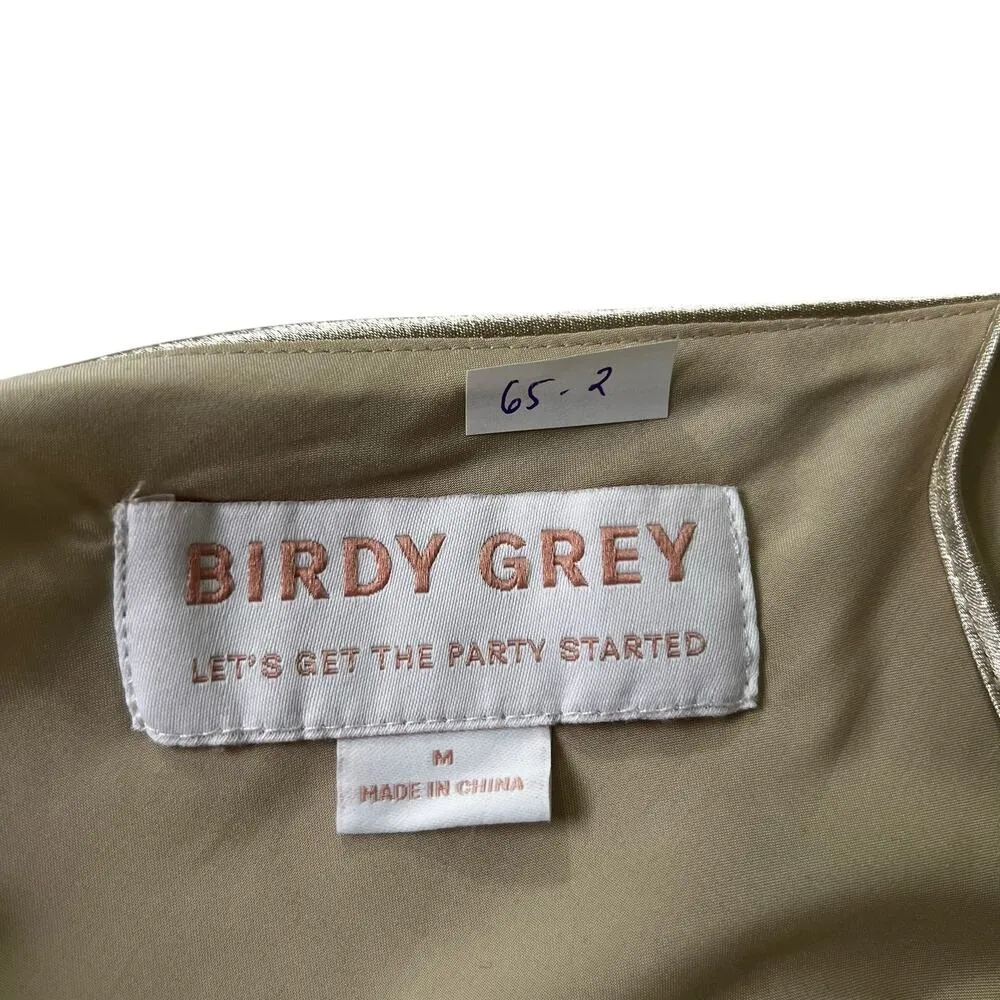 65-2
BIRDY GREY
LET'S GET THE PARTY STARTED
M
MADE IN CHINA